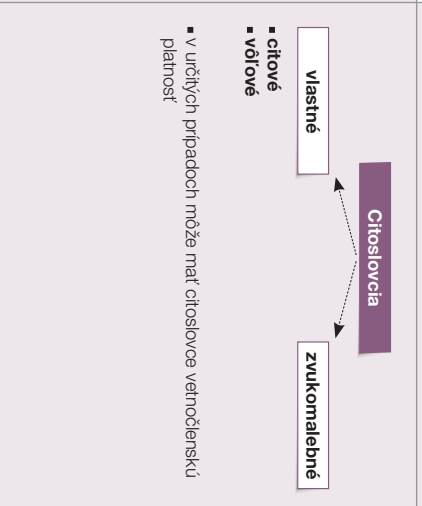 Citoslovcia
vlastné
zvukomalebné
▪ citové
▪ vôľové
▪ v určitých prípadoch môže mať citoslovce vetnočlenskú
platnosť